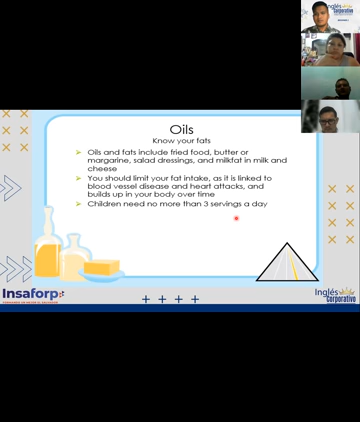 Inglés
Corporativo
Oils
Know your fats
Oils and fats include fried food, butter or
margarine, salad dressings, and milkfat in milk and
cheese
You should limit your fat intake, as it is linked to
blood vessel disease and heart attacks, and
builds up in your body over time
Children need no more than 3 servings a day
Insaforp
Inglés
Corporativo